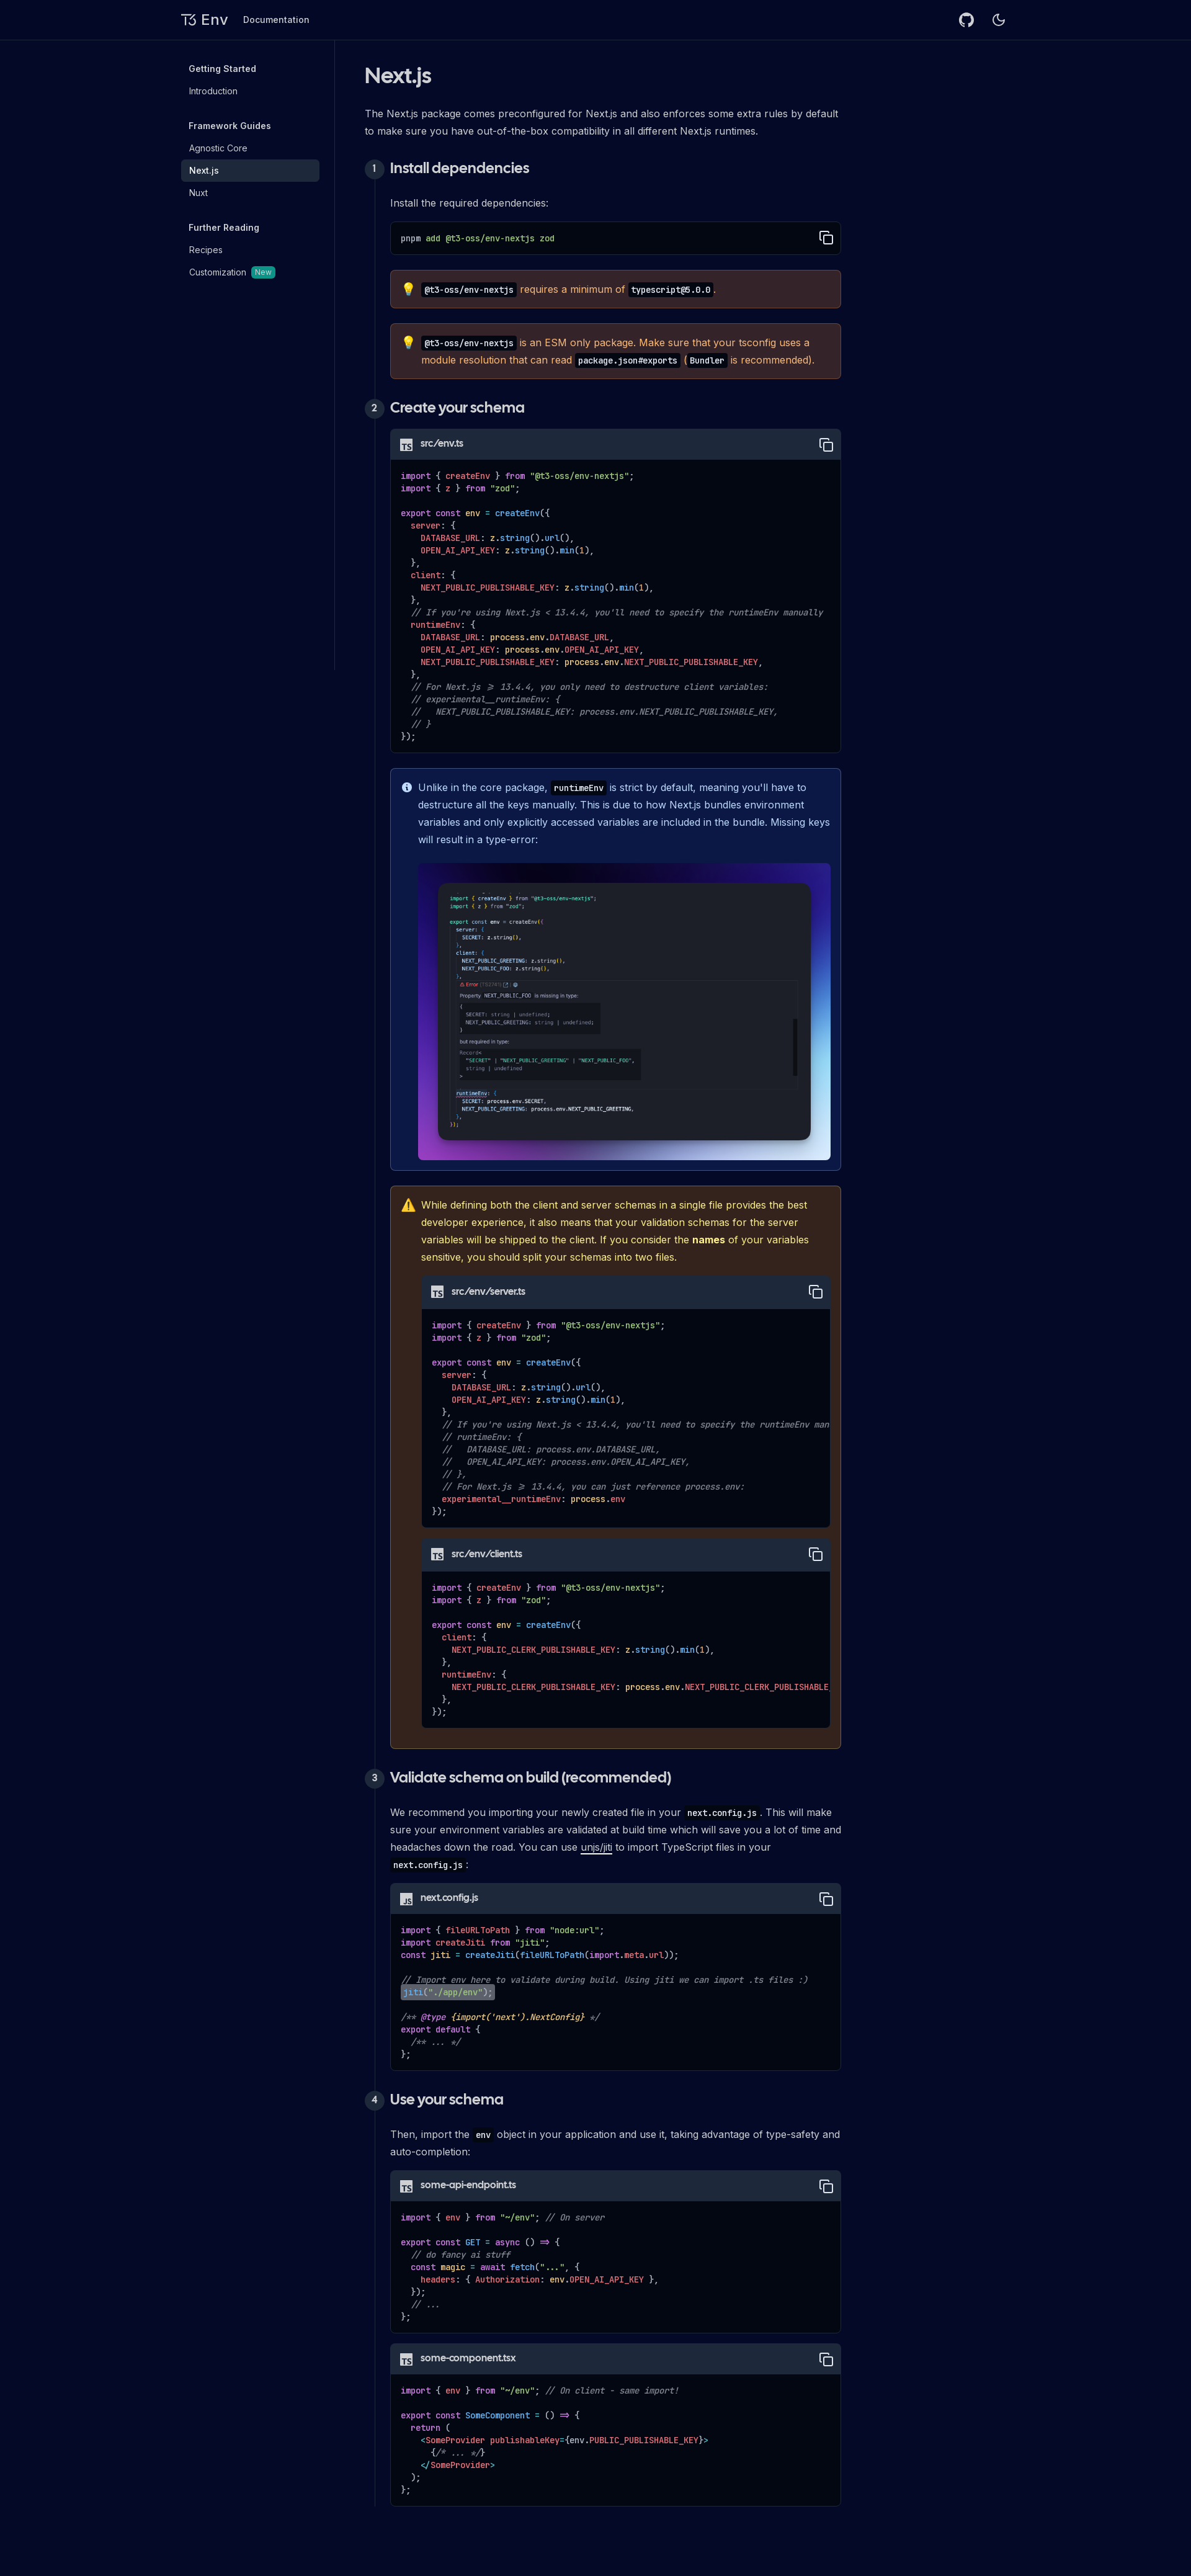 T3 Env
Documentation
Getting Started
Introduction
Framework Guides
Agnostic Core
Next.js
Nuxt
Further Reading
Recipes
Customization New
Next.js
The Next.js package comes preconfigured for Next.js and also enforces some extra rules by default
to make sure you have out-of-the-box compatibility in all different Next.js runtimes.
1 Install dependencies
Install the required dependencies:
pnpm add @t3-oss/env-nextjs zod
💡 @t3-oss/env-nextjs requires a minimum of typescript@5.0.0.
💡 @t3-oss/env-nextjs is an ESM only package. Make sure that your tsconfig uses a
module resolution that can read package.json#exports (Bundler is recommended).
2 Create your schema
TS src/env.ts
import { createEnv } from "@t3-oss/env-nextjs";
import { z } from "zod";
export const env = createEnv({
server: {
DATABASE_URL: z.string().url(),
OPEN_AI_API_KEY: z.string().min(1),
},
client: {
NEXT_PUBLIC_PUBLISHABLE_KEY: z.string().min(1),
},
// If you're using Next.js < 13.4.4, you'll need to specify the runtimeEnv manually
runtimeEnv: {
DATABASE_URL: process.env.DATABASE_URL,
OPEN_AI_API_KEY: process.env.OPEN_AI_API_KEY,
NEXT_PUBLIC_PUBLISHABLE_KEY: process.env.NEXT_PUBLIC_PUBLISHABLE_KEY,
},
// For Next.js >= 13.4.4, you only need to destructure client variables:
// experimental__runtimeEnv: {
//   NEXT_PUBLIC_PUBLISHABLE_KEY: process.env.NEXT_PUBLIC_PUBLISHABLE_KEY,
// }
});
Unlike in the core package, runtimeEnv is strict by default, meaning you'll have to
destructure all the keys manually. This is due to how Next.js bundles environment
variables and only explicitly accessed variables are included in the bundle. Missing keys
will result in a type-error:
import { createEnv } from "@t3-oss/env-nextjs";
import { z } from "zod";
export const env = createEnv({
server: {
SECRET: z.string(),
},
client: {
NEXT_PUBLIC_GREETING: z.string(),
NEXT_PUBLIC_FOO: z.string(),
},
Error
Property NEXT_PUBLIC_FOO is missing in type:
{
SECRET: string | undefined;
NEXT_PUBLIC_GREETING: string | undefined;
}
but required in type:
Record<
"SECRET" | "NEXT_PUBLIC_GREETING" | "NEXT_PUBLIC_FOO",
string | undefined
>
runtimeEnv: {
SECRET: process.env.SECRET,
NEXT_PUBLIC_GREETING: process.env.NEXT_PUBLIC_GREETING,
},
});
⚠️ While defining both the client and server schemas in a single file provides the best
developer experience, it also means that your validation schemas for the server
variables will be shipped to the client. If you consider the names of your variables
sensitive, you should split your schemas into two files.
TS src/env/server.ts
import { createEnv } from "@t3-oss/env-nextjs";
import { z } from "zod";
export const env = createEnv({
server: {
DATABASE_URL: z.string().url(),
OPEN_AI_API_KEY: z.string().min(1),
},
// If you're using Next.js < 13.4.4, you'll need to specify the runtimeEnv man
// runtimeEnv: {
//   DATABASE_URL: process.env.DATABASE_URL,
//   OPEN_AI_API_KEY: process.env.OPEN_AI_API_KEY,
// },
// For Next.js >= 13.4.4, you can just reference process.env:
experimental__runtimeEnv: process.env
});
TS src/env/client.ts
import { createEnv } from "@t3-oss/env-nextjs";
import { z } from "zod";
export const env = createEnv({
client: {
NEXT_PUBLIC_CLERK_PUBLISHABLE_KEY: z.string().min(1),
},
runtimeEnv: {
NEXT_PUBLIC_CLERK_PUBLISHABLE_KEY: process.env.NEXT_PUBLIC_CLERK_PUBLISHABLE_
},
});
3 Validate schema on build (recommended)
We recommend you importing your newly created file in your next.config.js. This will make
sure your environment variables are validated at build time which will save you a lot of time and
headaches down the road. You can use unjs/jiti to import TypeScript files in your
next.config.js:
JS next.config.js
import { fileURLToPath } from "node:url";
import createJiti from "jiti";
const jiti = createJiti(fileURLToPath(import.meta.url));
// Import env here to validate during build. Using jiti we can import .ts files :)
jiti("./app/env");
/** @type {import('next').NextConfig} */
export default {
/** ... */
};
4 Use your schema
Then, import the env object in your application and use it, taking advantage of type-safety and
auto-completion:
TS some-api-endpoint.ts
import { env } from "~/env"; // On server
export const GET = async () => {
// do fancy ai stuff
const magic = await fetch("...", {
headers: { Authorization: env.OPEN_AI_API_KEY },
});
// ...
};
TS some-component.tsx
import { env } from "~/env"; // On client - same import!
export const SomeComponent = () => {
return (
<SomeProvider publishableKey={env.PUBLIC_PUBLISHABLE_KEY}>
{/* ... */}
</SomeProvider>
);
};